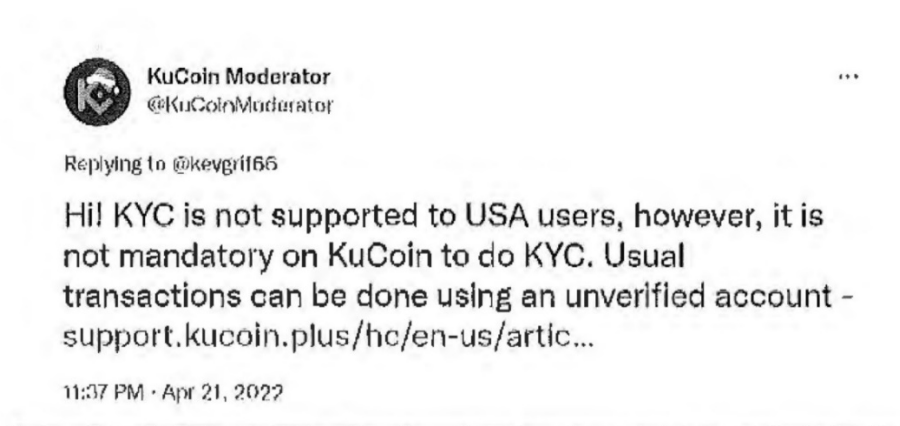 KuCoin Moderator
@KuCoinModerator
Replying to @kevgrif66
Hi! KYC is not supported to USA users, however, it is
not mandatory on KuCoin to do KYC. Usual
transactions can be done using an unverified account -
support.kucoin.plus/hc/en-us/artic...
11:37 PM · Apr 21, 2022